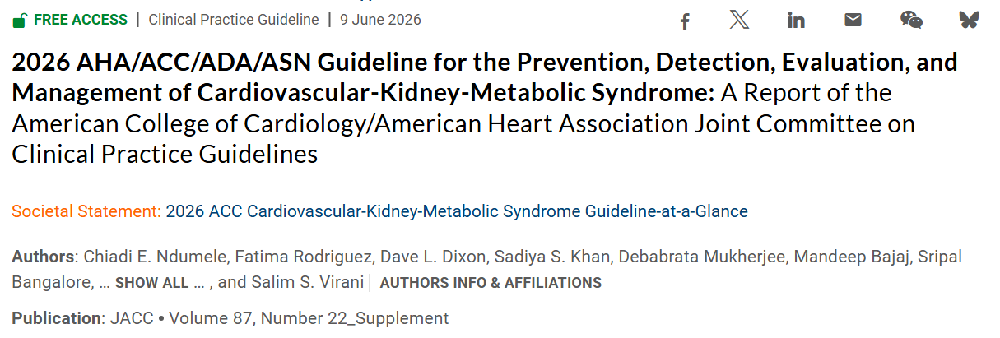 FREE ACCESS | Clinical Practice Guideline | 9 June 2026
2026 AHA/ACC/ADA/ASN Guideline for the Prevention, Detection, Evaluation, and
Management of Cardiovascular-Kidney-Metabolic Syndrome: A Report of the
American College of Cardiology/American Heart Association Joint Committee on
Clinical Practice Guidelines
Societal Statement: 2026 ACC Cardiovascular-Kidney-Metabolic Syndrome Guideline-at-a-Glance
Authors: Chiadi E. Ndumele, Fatima Rodriguez, Dave L. Dixon, Sadiya S. Khan, Debabrata Mukherjee, Mandeep Bajaj, Sripal
Bangalore, ... SHOW ALL ... , and Salim S. Virani | AUTHORS INFO & AFFILIATIONS
Publication: JACC • Volume 87, Number 22_Supplement